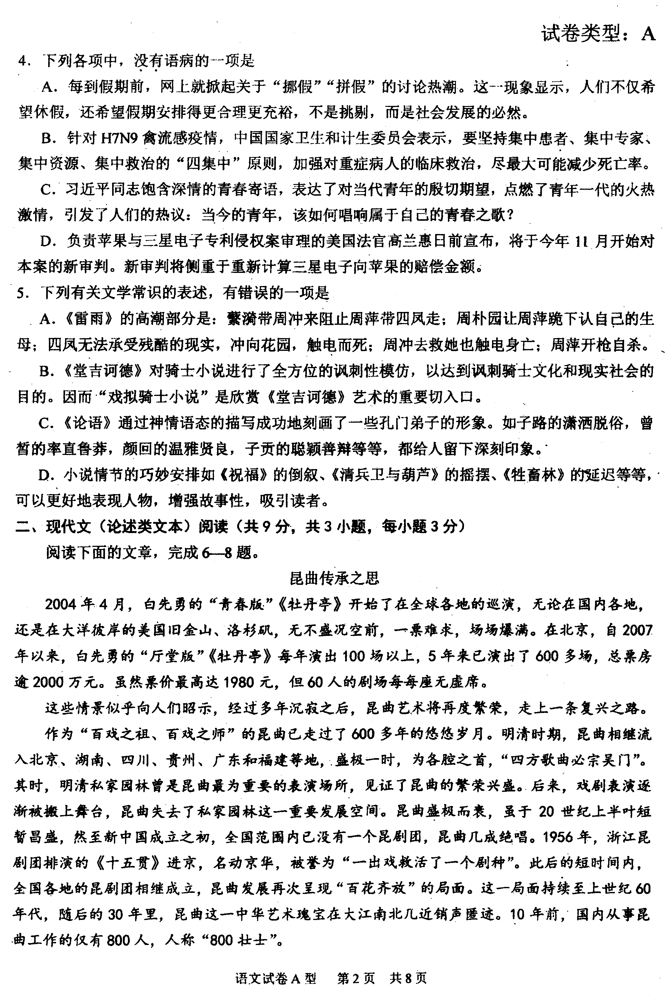 试卷类型：A
4．下列各项中，没有语病的一项是
A．每到假期前，网上就掀起关于“挪假”“拼假”的讨论热潮。这一现象显示，人们不仅希
望休假，还希望假期安排得更合理更充裕，不是挑剔，而是社会发展的必然。
B．针对 H7N9 禽流感疫情，中国国家卫生和计生委员会表示，要坚持集中患者、集中专家、
集中资源、集中救治的“四集中”原则，加强对重症病人的临床救治，尽最大可能减少死亡率。
C．习近平同志饱含深情的青春寄语，表达了对当代青年的殷切期望，点燃了青年一代的火热
激情，引发了人们的热议：当今的青年，该如何唱响属于自己的青春之歌？
D．负责苹果与三星电子专利侵权案审理的美国法官高兰惠日前宣布，将于今年 11 月开始对
本案的新审判。新审判将侧重于重新计算三星电子向苹果的赔偿金额。
5．下列有关文学常识的表述，有错误的一项是
A．《雷雨》的高潮部分是：蘩漪带周冲来阻止周萍带四凤走；周朴园让周萍跪下认自己的生
母；四凤无法承受残酷的现实，冲向花园，触电而死；周冲去救她也触电身亡；周萍开枪自杀。
B．《堂吉诃德》对骑士小说进行了全方位的讽刺性模仿，以达到讽刺骑士文化和现实社会的
目的。因而“戏拟骑士小说”是欣赏《堂吉诃德》艺术的重要切入口。
C．《论语》通过神情语态的描写成功地刻画了一些孔门弟子的形象。如子路的潇洒脱俗，曾
皙的率直鲁莽，颜回的温雅贤良，子贡的聪颖善辩等等，都给人留下深刻印象。
D．小说情节的巧妙安排如《祝福》的倒叙、《清兵卫与葫芦》的摇摆、《牲畜林》的延迟等等，
可以更好地表现人物，增强故事性，吸引读者。
二、现代文（论述类文本）阅读（共 9 分，共 3 小题，每小题 3 分）
阅读下面的文章，完成 6—8 题。
昆曲传承之思
2004 年 4 月，白先勇的“青春版”《牡丹亭》开始了在全球各地的巡演，无论在国内各地，
还是在大洋彼岸的美国旧金山、洛杉矶，无不盛况空前，一票难求，场场爆满。在北京，自 2007
年以来，白先勇的“厅堂版”《牡丹亭》每年演出 100 场以上，5 年来已演出了 600 多场，总票房
逾 2000 万元。虽然票价最高达 1980 元，但 60 人的剧场每每座无虚席。
这些情景似乎向人们昭示，经过多年沉寂之后，昆曲艺术将再度繁荣，走上一条复兴之路。
作为“百戏之祖、百戏之师”的昆曲已走过了 600 多年的悠悠岁月。明清时期，昆曲相继流
入北京、湖南、四川、贵州、广东和福建等地，盛极一时，为各腔之首，“四方歌曲必宗吴门”。
其时，明清私家园林曾是昆曲最为重要的表演场所，见证了昆曲的繁荣兴盛。后来，戏剧表演逐
渐被搬上舞台，昆曲失去了私家园林这一重要发展空间。昆曲盛极而衰，虽于 20 世纪上半叶短
暂昌盛，然至新中国成立之初，全国范围内已没有一个昆剧团，昆曲几成绝唱。1956 年，浙江昆
剧团排演的《十五贯》进京，名动京华，被誉为“一出戏救活了一个剧种”。此后的短时间内，
全国各地的昆剧团相继成立，昆曲发展再次呈现“百花齐放”的局面。这一局面持续至上世纪 60
年代，随后的 30 年里，昆曲这一中华艺术瑰宝在大江南北几近销声匿迹。10 年前，国内从事昆
曲工作的仅有 800 人，人称“800 壮士”。
语文试卷 A 型 第 2 页 共 8 页